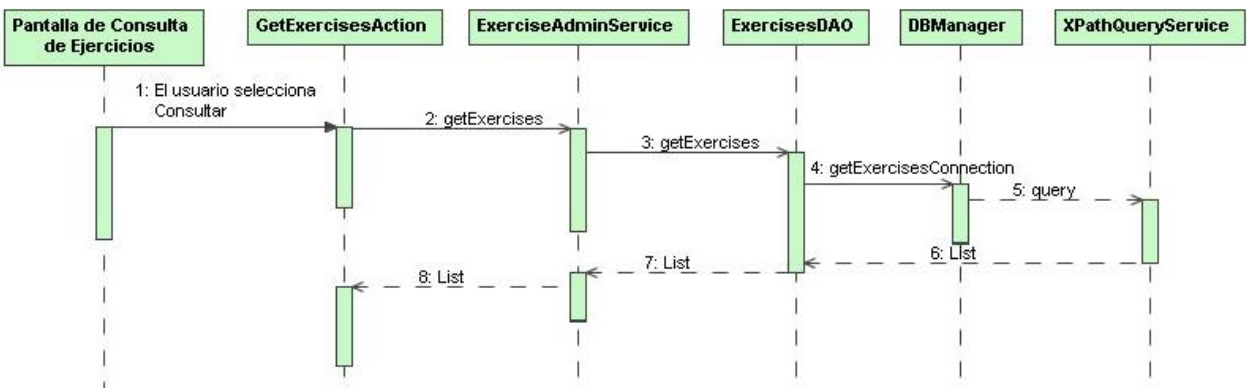 Pantalla de Consulta
de Ejercicios
GetExercisesAction
ExerciseAdminService
ExercisesDAO
DBManager
XPathQueryService
1: El usuario selecciona
Consultar
2: getExercises
3: getExercises
4: getExercisesConnection
5: query
6: List
7: List
8: List